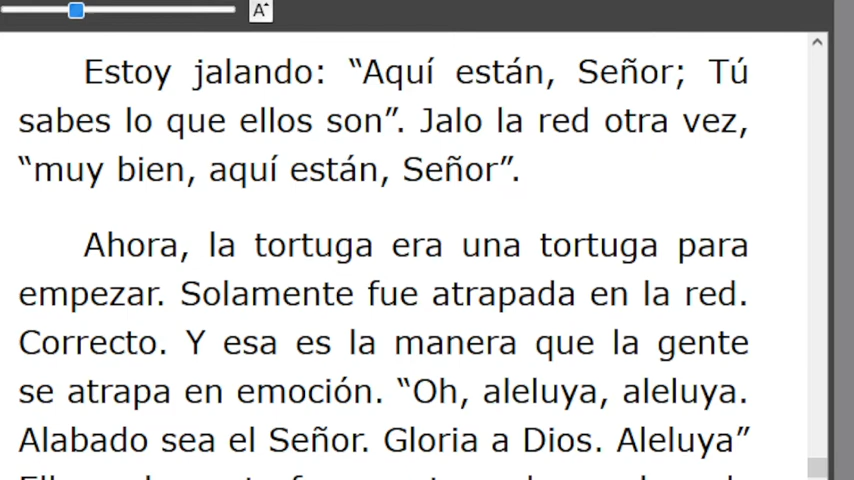 A
Estoy jalando: “Aquí están, Señor; Tú
sabes lo que ellos son”. Jalo la red otra vez,
“muy bien, aquí están, Señor”.
Ahora, la tortuga era una tortuga para
empezar. Solamente fue atrapada en la red.
Correcto. Y esa es la manera que la gente
se atrapa en emoción. “Oh, aleluya, aleluya.
Alabado sea el Señor. Gloria a Dios. Aleluya”